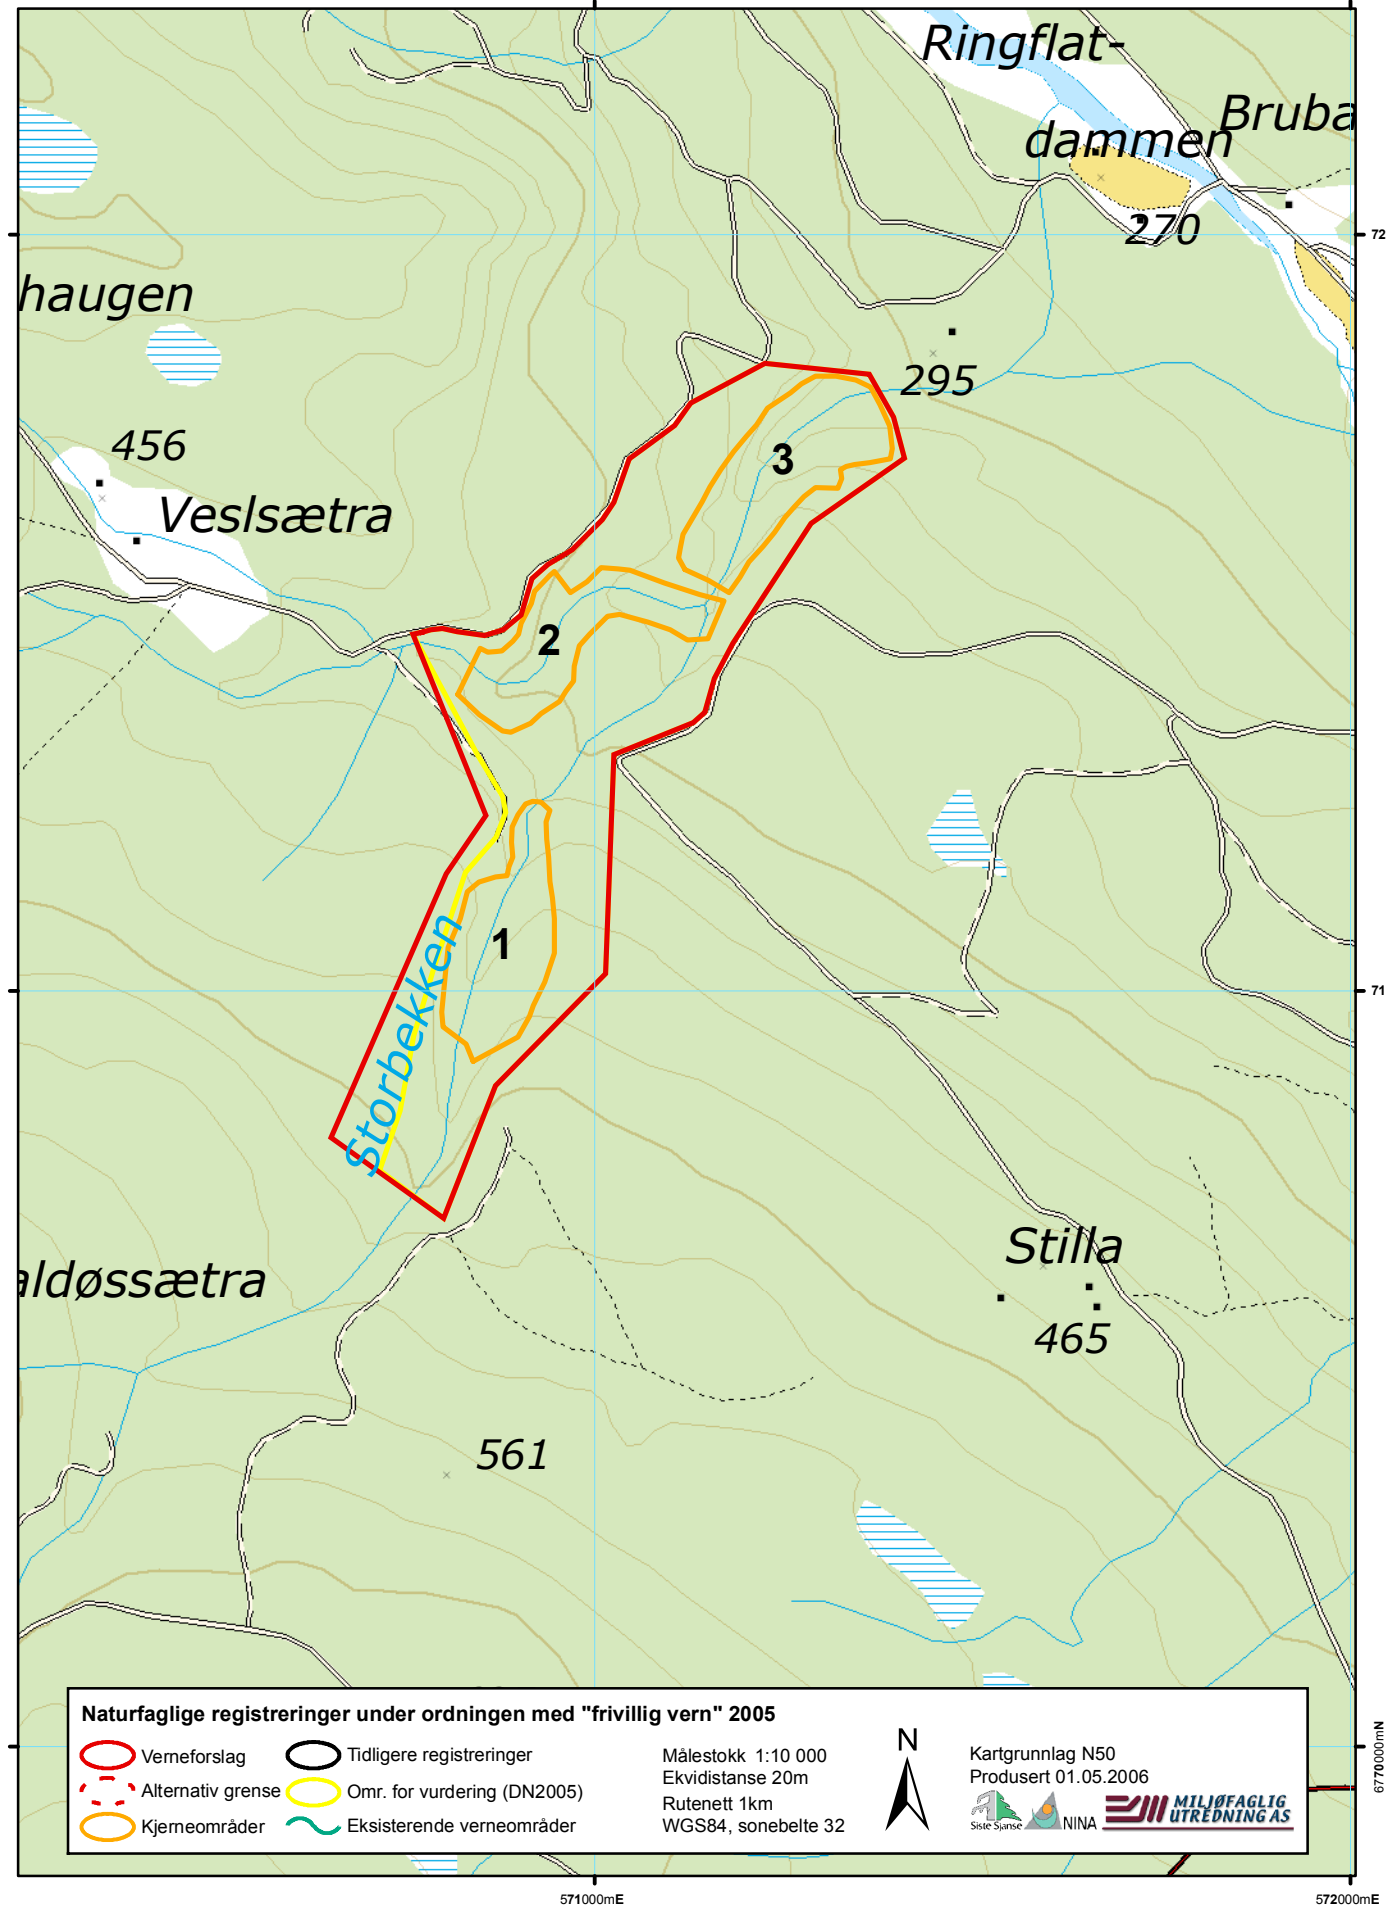 Ringflat-
Bruba
dammen
270
72
haugen
295
456
3
Veslsætra
2
1
71
Storbekken
Stilla
aldøssætra
465
561
Naturfaglige registreringer under ordningen med "frivillig vern" 2005
Verneforslag
Tidligere registreringer
Alternativ grense
Omr. for vurdering (DN2005)
Kjerneområder
Eksisterende verneområder
Målestokk 1:10 000
Ekvidistanse 20m
Rutenett 1km
WGS84, sonebelte 32
N
Kartgrunnlag N50
Produsert 01.05.2006
Siste Sjanse
NINA
MILJØFAGLIG
UTREDNING AS
6770000mN
571000mE
572000mE